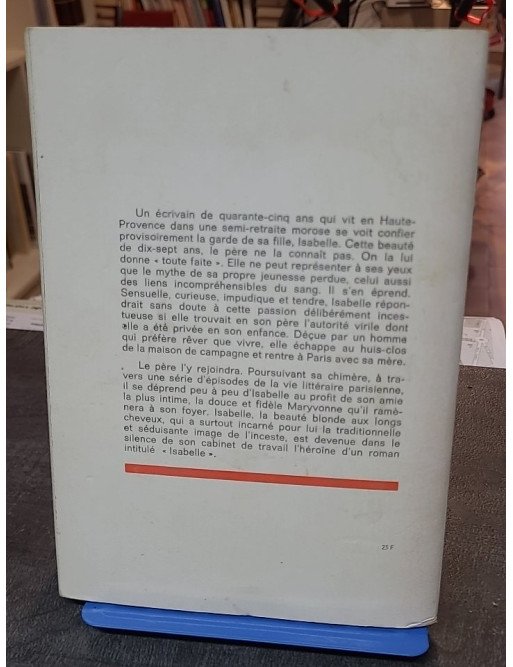 Un écrivain de quarante-cinq ans qui vit en Haute-
Provence dans une semi-retraite morose se voit confier
provisoirement la garde de sa fille, Isabelle. Cette beauté
de dix-sept ans, le père ne la connaît pas. On la lui
donne « toute faite ». Elle ne peut représenter à ses yeux
que le mythe de sa propre jeunesse perdue, celui aussi
des liens incompréhensibles du sang. Il s'en éprend.
Sensuelle, curieuse, impudique et tendre, Isabelle répon-
drait sans doute à cette passion délibérément inces-
tueuse si elle trouvait en son père l'autorité virile dont
elle a été privée en son enfance. Déçue par un homme
qui préfère rêver que vivre, elle échappe au huis-clos
de la maison de campagne et rentre à Paris avec sa mère.
Le père l'y rejoindra. Poursuivant sa chimère, à tra-
vers une série d'épisodes de la vie littéraire parisienne,
il se déprend peu à peu d'Isabelle au profit de son amie
la plus intime, la douce et fidèle Maryvonne qu'il ramè-
nera à son foyer. Isabelle, la beauté blonde aux longs
cheveux, qui a surtout incarné pour lui la traditionnelle
et séduisante image de l'inceste, est devenue dans le
silence de son cabinet de travail l'héroïne d'un roman
intitulé « Isabelle ».
25 F